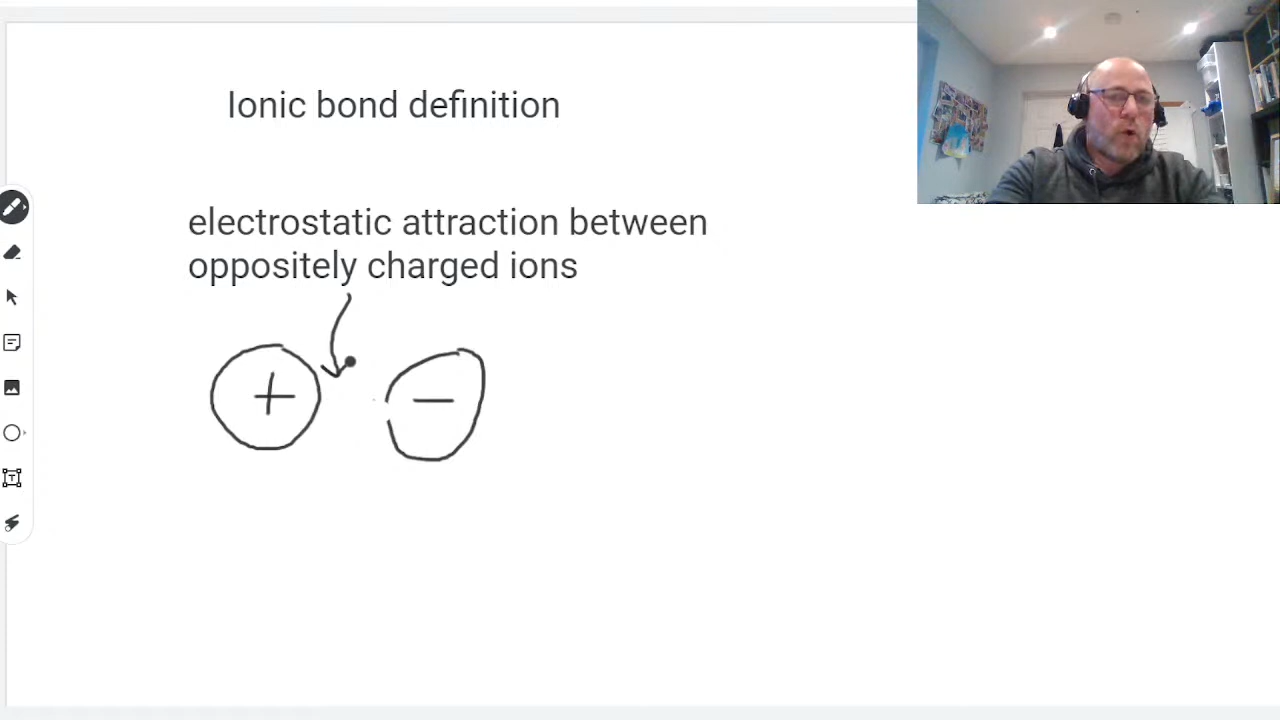 Ionic bond definition
electrostatic attraction between
oppositely charged ions
+
−